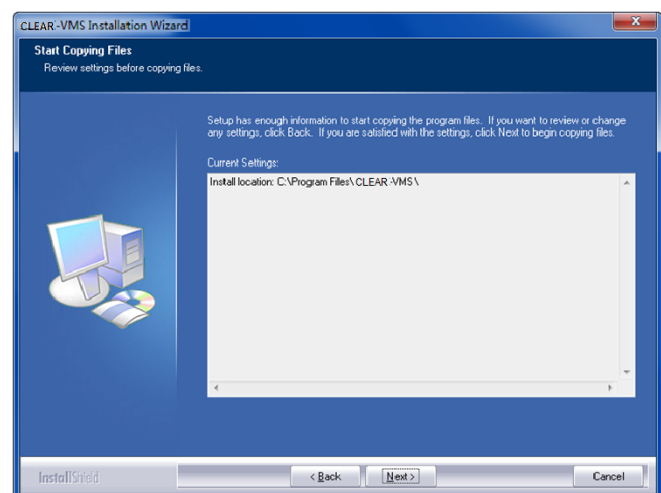 CLEAR-VMS Installation Wizard
Start Copying Files
Review settings before copying files.
Setup has enough information to start copying the program files. If you want to review or change
any settings, click Back. If you are satisfied with the settings, click Next to begin copying files.
Current Settings:
Install location: C:\Program Files\ CLEAR -VMS \
InstallShield
< Back
Next >
Cancel